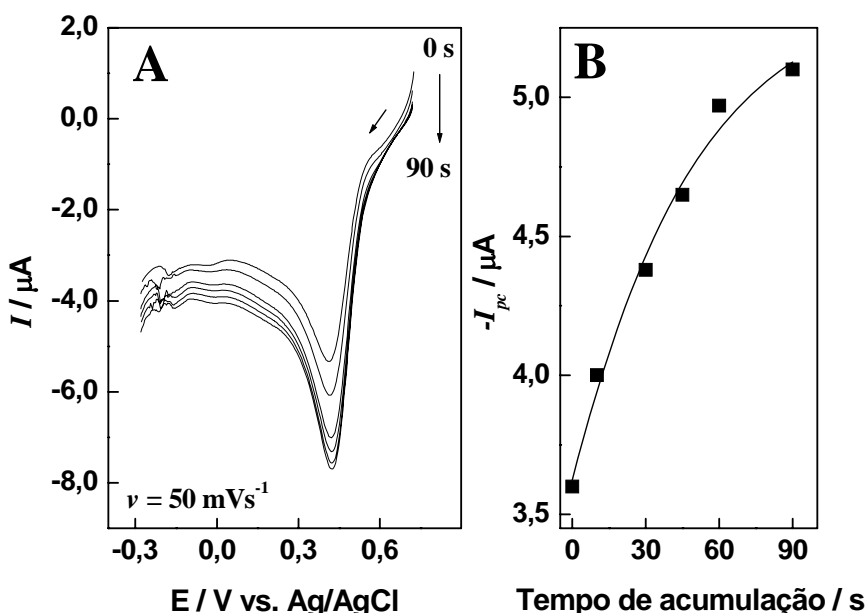 A
2,0
0,0
-2,0
-4,0
-6,0
-8,0
I / μA
0 s
90 s
v = 50 mVs⁻¹
-0,3 0,0 0,3 0,6
E / V vs. Ag/AgCl
B
5,0
4,5
4,0
3,5
-Ipc / μA
0 30 60 90
Tempo de acumulação / s